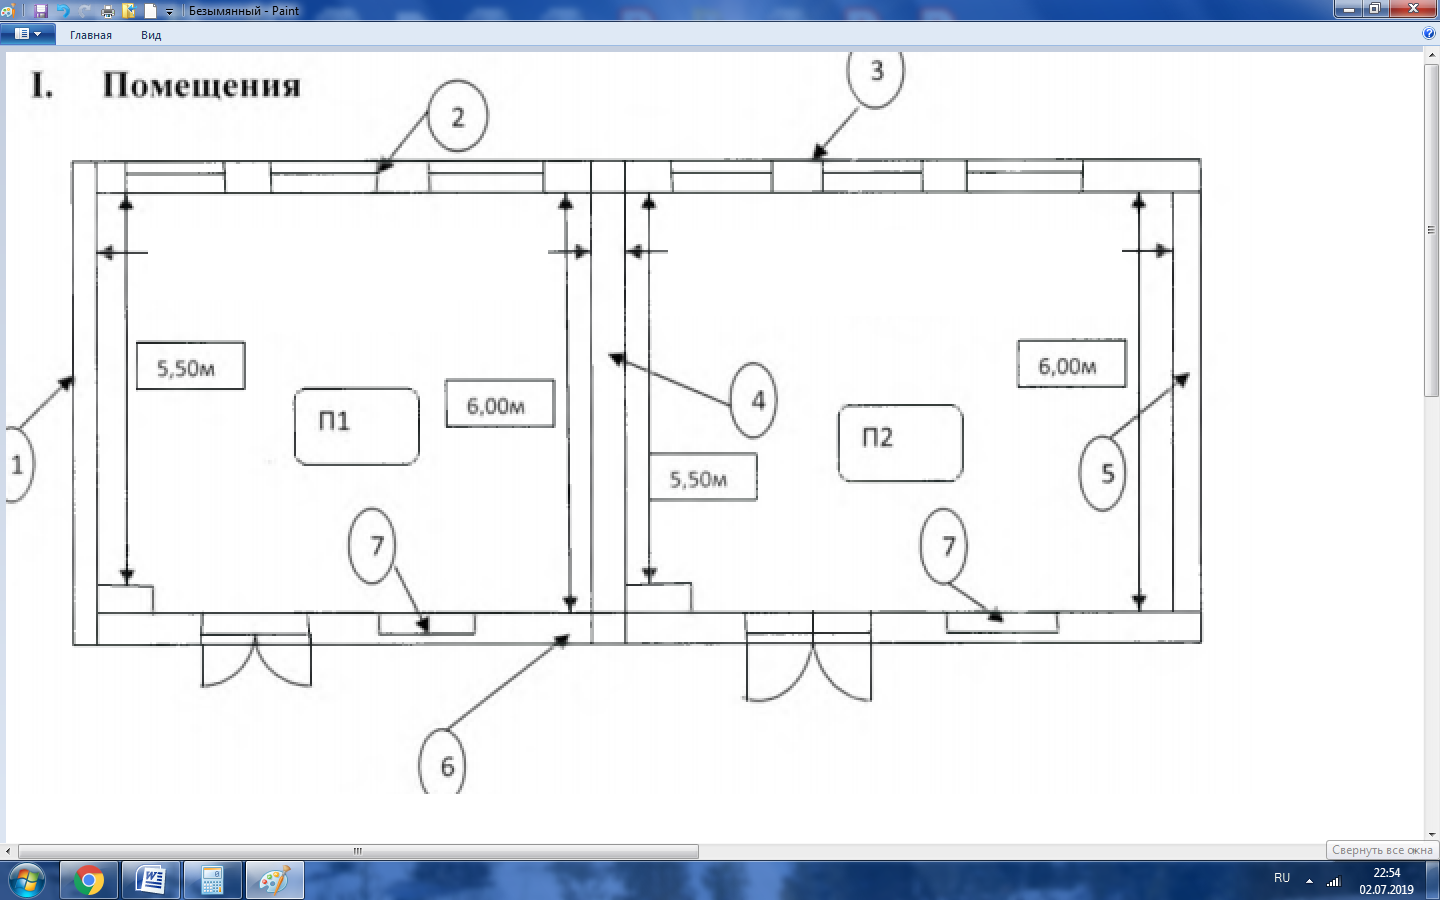 Безымянный - Paint
Главная
Вид
I. Помещения
3
2
5,50м
6,00м
6,00м
4
П1
П2
1
5,50м
5
7
7
6
Свернуть все окна
RU
22:54
02.07.2019